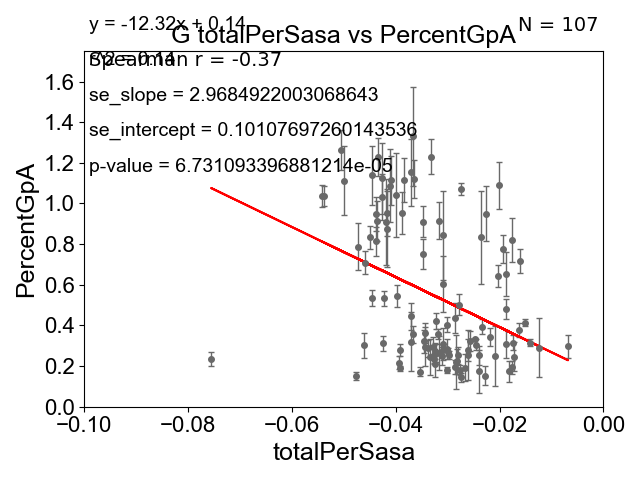 y = -12.32x + 0.14
N = 107
G totalPerSasa vs PercentGpA
Spearman r = -0.37
se_slope = 2.9684922003068643
se_intercept = 0.10107697260143536
p-value = 6.731093396881214e-05
PercentGpA
1.6
1.4
1.2
1.0
0.8
0.6
0.4
0.2
0.0
−0.10
−0.08
−0.06
−0.04
−0.02
0.00
totalPerSasa